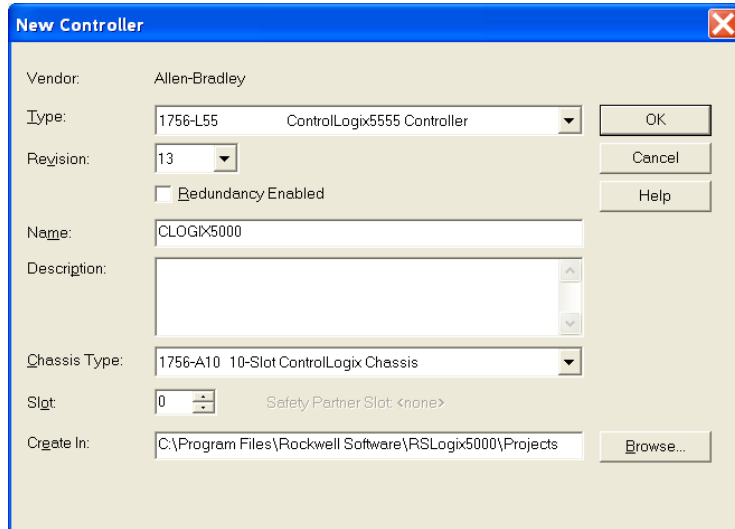 New Controller
Vendor: Allen-Bradley
Type: 1756-L55 ControlLogix5555 Controller OK
Revision: 13 Cancel
Redundancy Enabled Help
Name: CLOGIX5000
Description:
Chassis Type: 1756-A10 10-Slot ControlLogix Chassis
Slot: 0 Safety Partner Slot: <none>
Create In: C:\Program Files\Rockwell Software\RSLogix5000\Projects Browse...